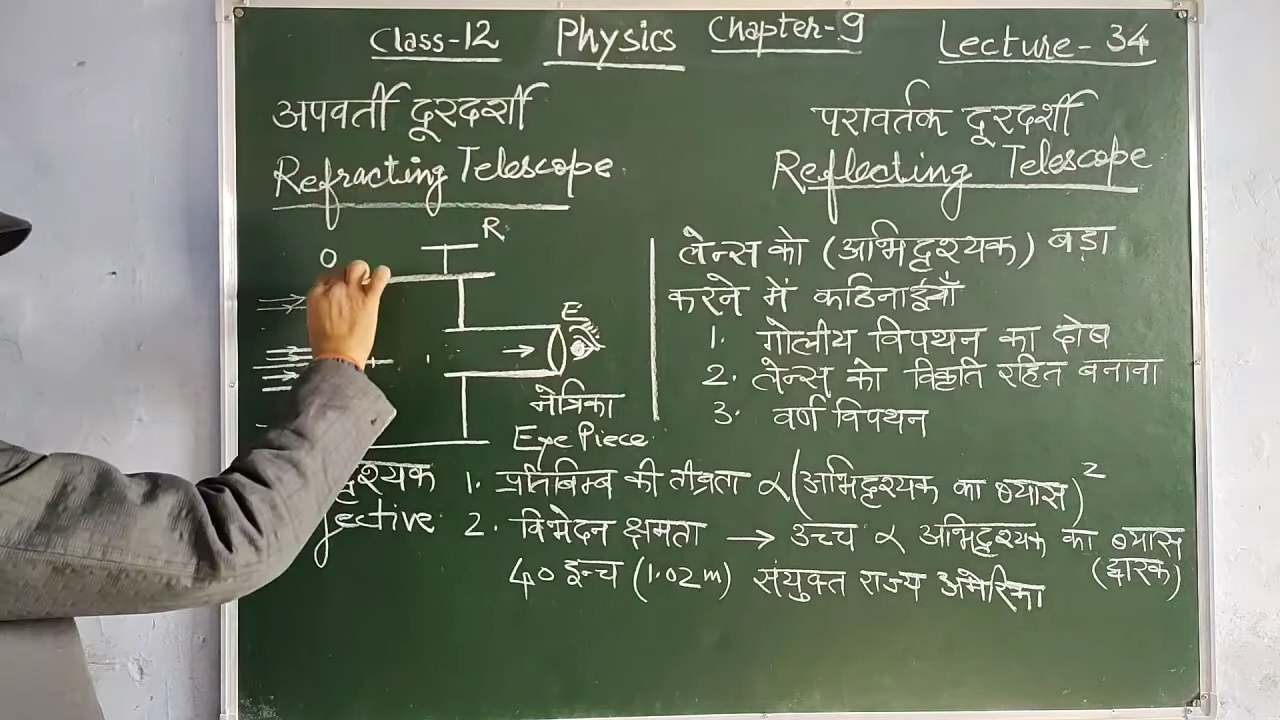 Class-12 Physics Chapter-9 Lecture-34
अपवर्ती दूरदर्शी
Refracting Telescope
परावर्तक दूरदर्शी
Reflecting Telescope
O
R
E
नेत्रिका
Eye Piece
लेन्स को (अभिदृश्यक) बड़ा
करने में
1. गोलीय विपथन का दोष
2. लेन्स को विकृति रहित बनाना
3. वर्ण विपथन
दृश्यक
jective
1. प्रतिबिम्ब की तीव्रता ∝ (अभिदृश्यक का व्यास)²
2. विभेदन क्षमता → उच्च ∝ अभिदृश्यक का व्यास
(द्वारक)
40 इन्च (1.02 m) संयुक्त राज्य अमेरिका